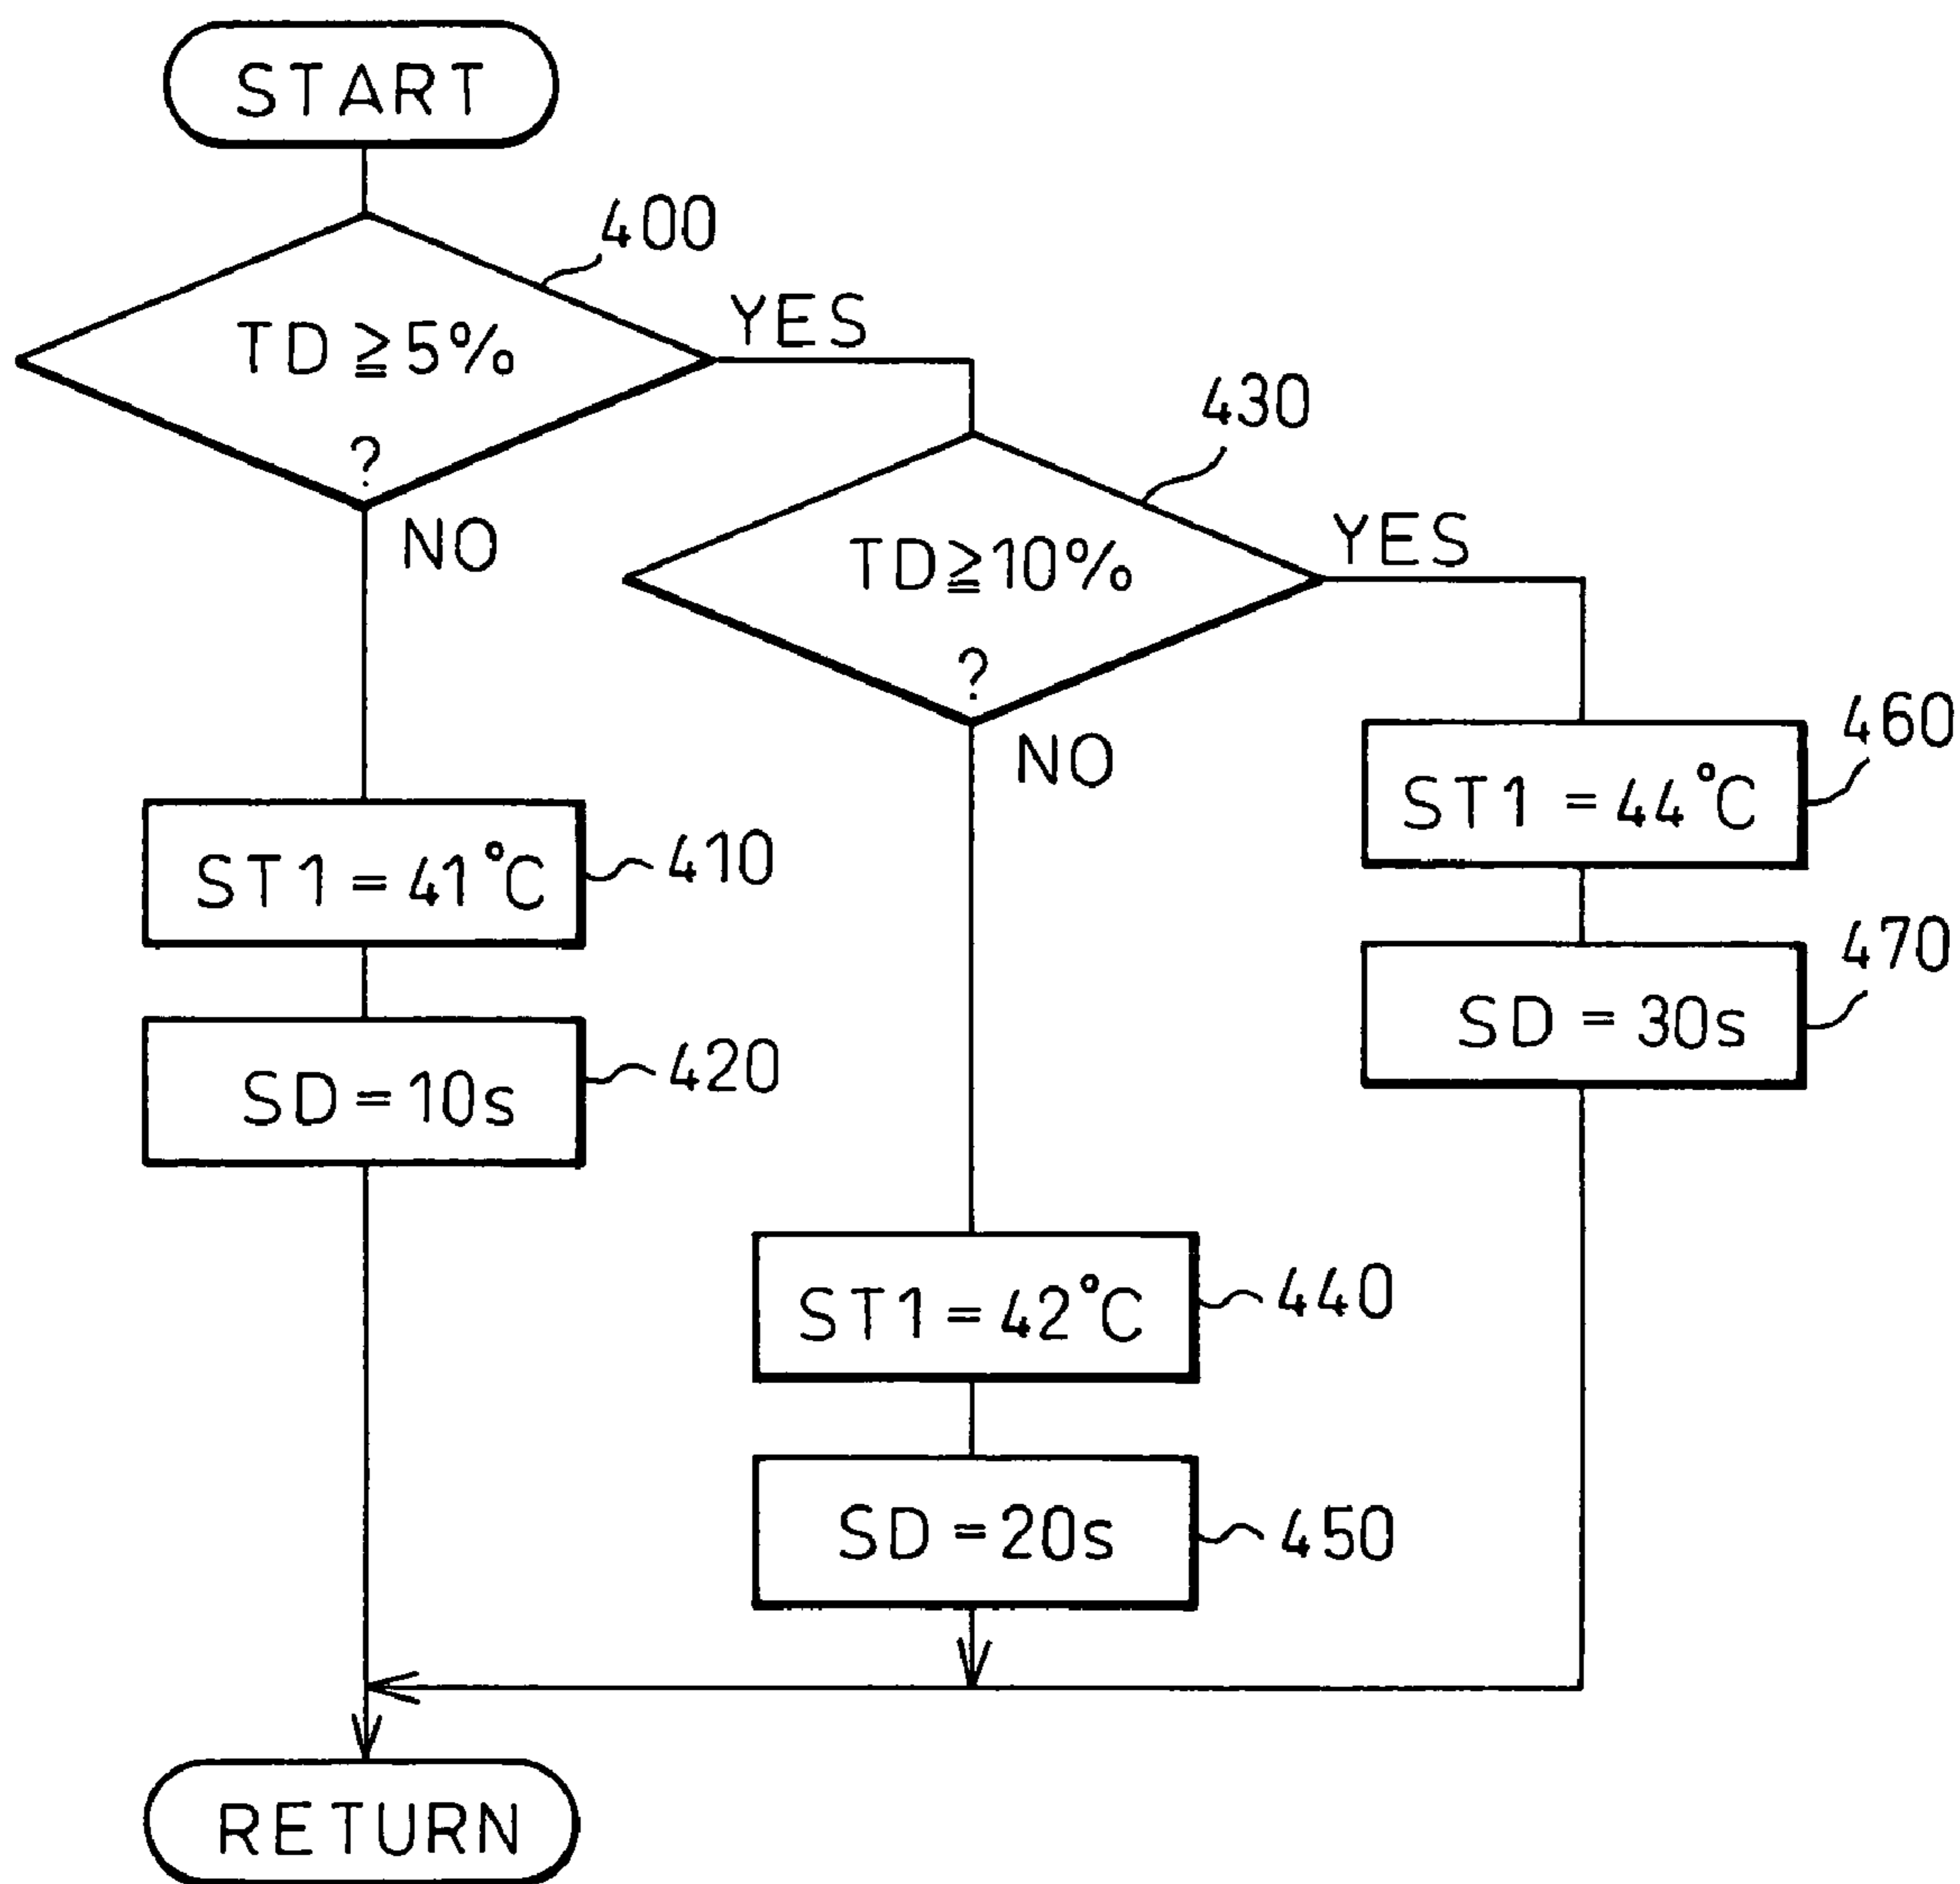 START
400
TD ≧ 5%
?
YES
NO
430
TD≧10%
?
YES
NO
460
ST1 = 44°C
410
ST1 = 41°C
470
SD = 30s
420
SD = 10s
440
ST1 = 42°C
450
SD = 20s
RETURN